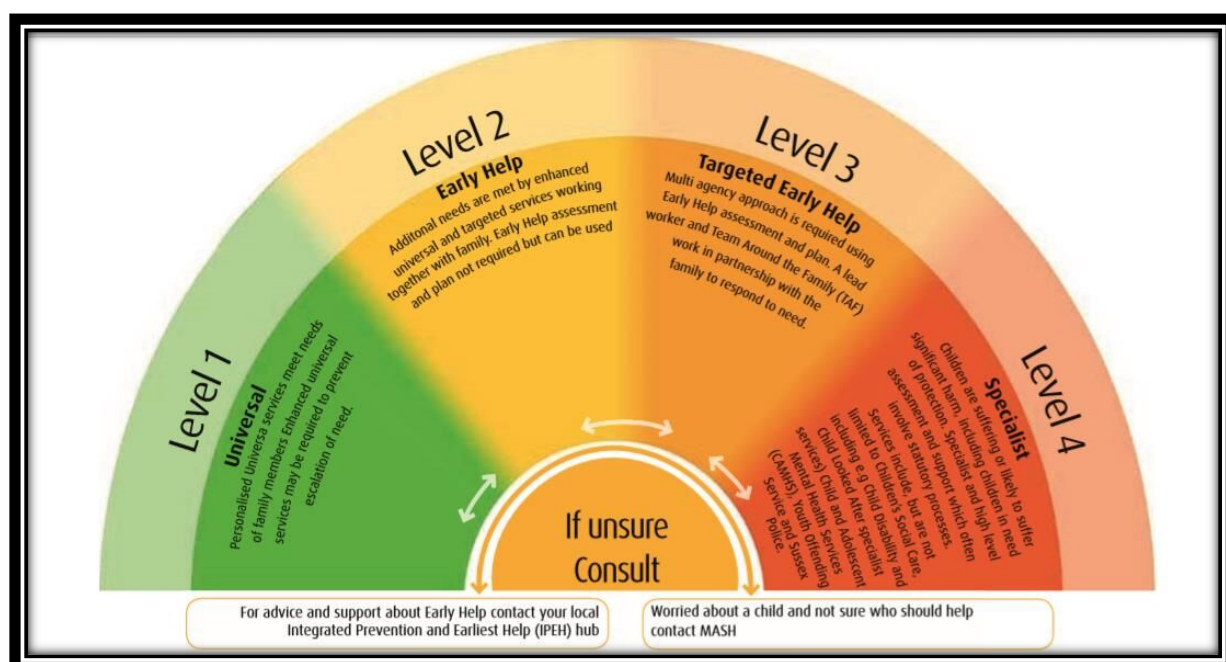 Level 1
Universal
Personalised Universa services meet needs
of family members Enhanced universal
services may be required to prevent
escalation of need.
Level 2
Early Help
Additonal needs are met by enhanced
universal and targeted services working
together with family. Early Help assessment
and plan not required but can be used
Level 3
Targeted Early Help
Multi agency approach is required using
Early Help assessment and plan. A lead
worker and Team Around the Family (TAF)
work in partnership with the
family to respond to need.
Level 4
Specialist
Children are suffering or likely to suffer
significant harm, including children in need
of protection. Specialist and high level
assessment and support which often
involve statutory processes.
Services include, but are not
limited to Children's Social Care,
including e.g Child Disability and
Child Looked After specialist
services) Child and Adolescent
Mental Health Services
(CAMHS), Youth Offending
Service and Sussex
Police.
If unsure
Consult
For advice and support about Early Help contact your local
Integrated Prevention and Earliest Help (IPEH) hub
Worried about a child and not sure who should help
contact MASH